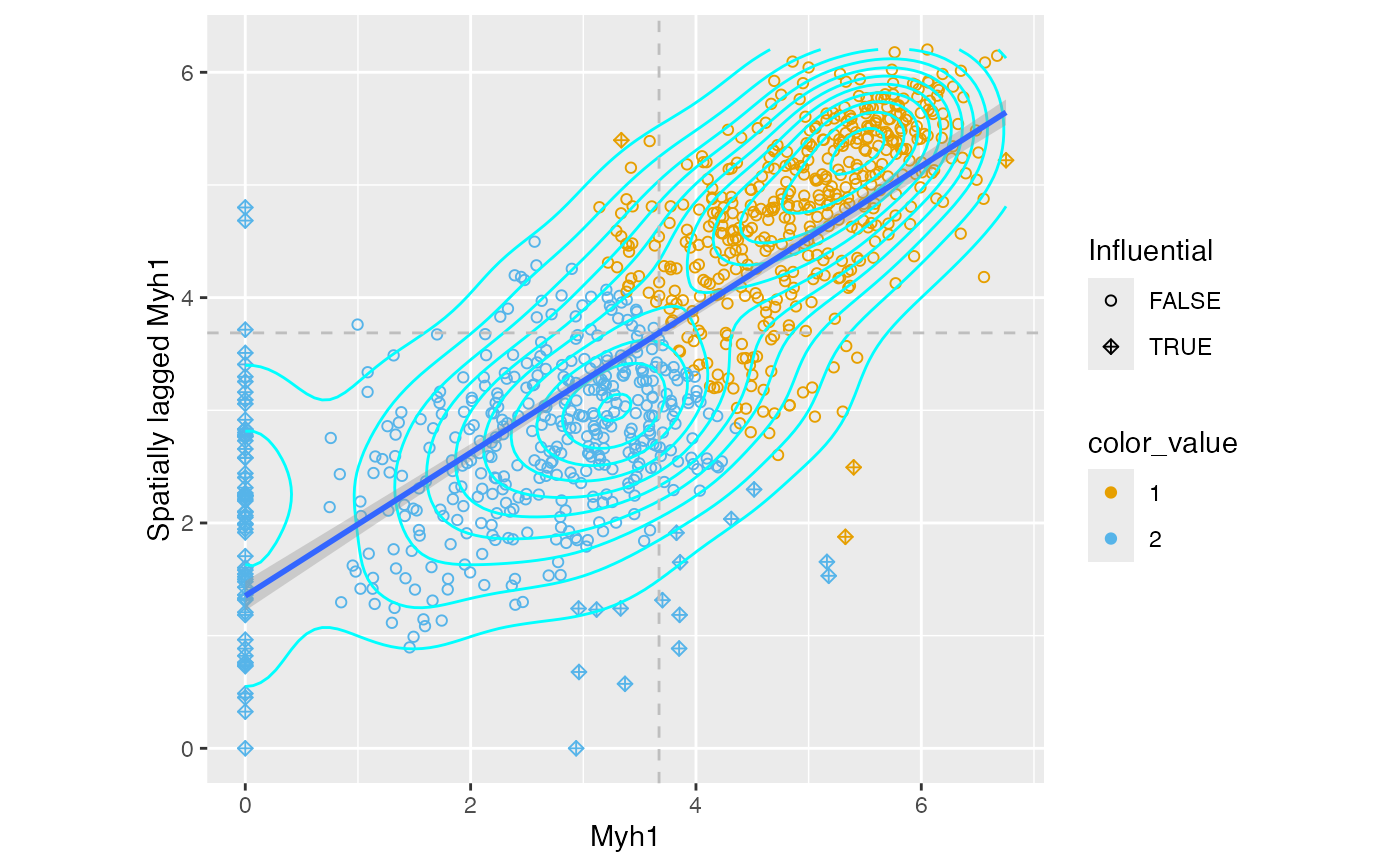 6
4
2
0
Spatially lagged Myh1
0 2 4 6
Myh1
Influential
FALSE
TRUE
color_value
1
2